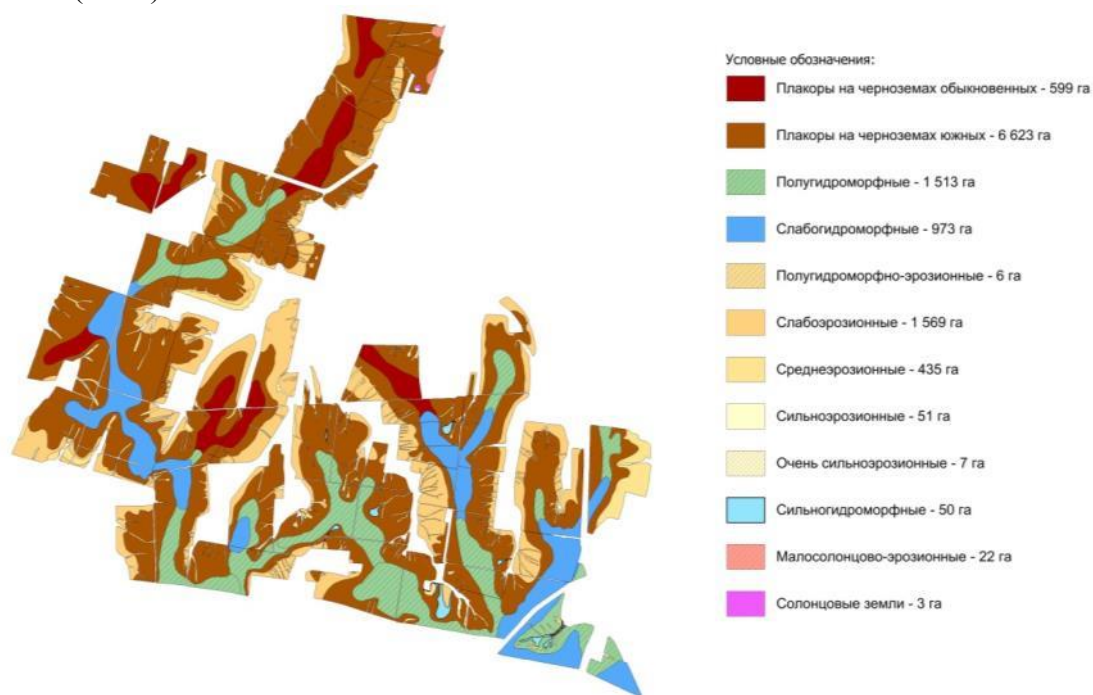 Условные обозначения:
Плакоры на черноземах обыкновенных - 599 га
Плакоры на черноземах южных - 6 623 га
Полугидроморфные - 1 513 га
Слабогидроморфные - 973 га
Полугидроморфно-эрозионные - 6 га
Слабоэрозионные - 1 569 га
Среднеэрозионные - 435 га
Сильноэрозионные - 51 га
Очень сильноэрозионные - 7 га
Сильногидроморфные - 50 га
Малосолонцово-эрозионные - 22 га
Солонцовые земли - 3 га